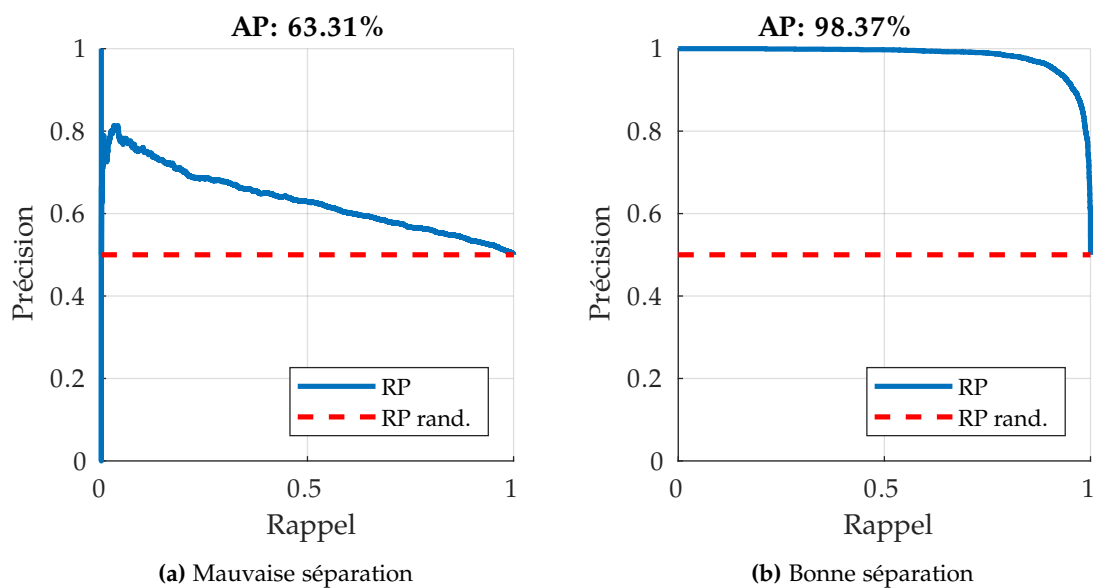 AP: 63.31%
1
0.8
0.6
0.4
0.2
0
0
0.5
1
Précision
Rappel
RP
RP rand.
(a) Mauvaise séparation
AP: 98.37%
1
0.8
0.6
0.4
0.2
0
0
0.5
1
Précision
Rappel
RP
RP rand.
(b) Bonne séparation